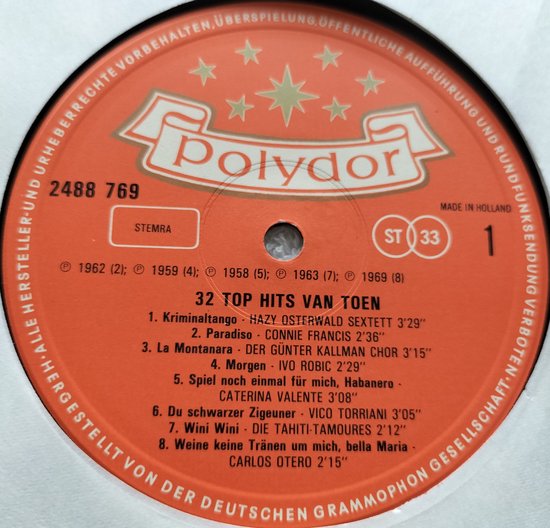 polydor
2488 769
STEMRA
MADE IN HOLLAND
ST 33
1
℗ 1962 (2); ℗ 1959 (4); ℗ 1958 (5); ℗ 1963 (7); ℗ 1969 (8)
32 TOP HITS VAN TOEN
1. Kriminaltango - HAZY OSTERWALD SEXTETT 3'29"
2. Paradiso - CONNIE FRANCIS 2'36"
3. La Montanara - DER GÜNTER KALLMAN CHOR 3'15"
4. Morgen - IVO ROBIC 2'29"
5. Spiel noch einmal für mich, Habanero -
CATERINA VALENTE 3'08"
6. Du schwarzer Zigeuner - VICO TORRIANI 3'05"
7. Wini Wini - DIE TAHITI-TAMOURES 2'12"
8. Weine keine Tränen um mich, bella Maria -
CARLOS OTERO 2'15"
ALLE HERSTELLER-UND URHEBERRECHTE VORBEHALTEN, ÜBERSPIELUNG, ÖFFENTLICHE AUFFÜHRUNG UND RUNDFUNKSENDUNG VERBOTEN·
HERGESTELLT VON DER DEUTSCHEN GRAMMOPHON GESELLSCHAFT·